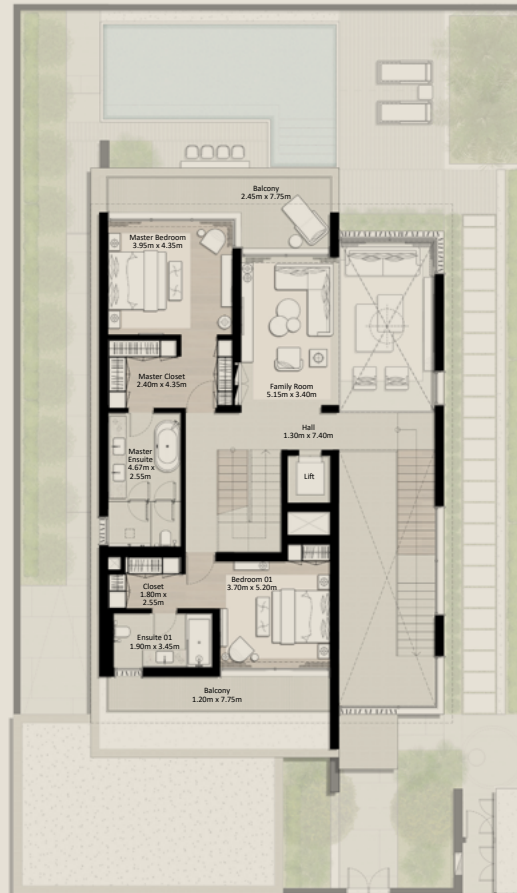 Balcony
2.45m x 7.75m
Master Bedroom
3.95m x 4.35m
Master Closet
2.40m x 4.35m
Family Room
5.15m x 3.40m
Hall
1.30m x 7.40m
Master
Ensuite
4.67m x
2.55m
Lift
Bedroom 01
3.70m x 5.20m
Closet
1.80m x
2.55m
Ensuite 01
1.90m x 3.45m
Balcony
1.20m x 7.75m